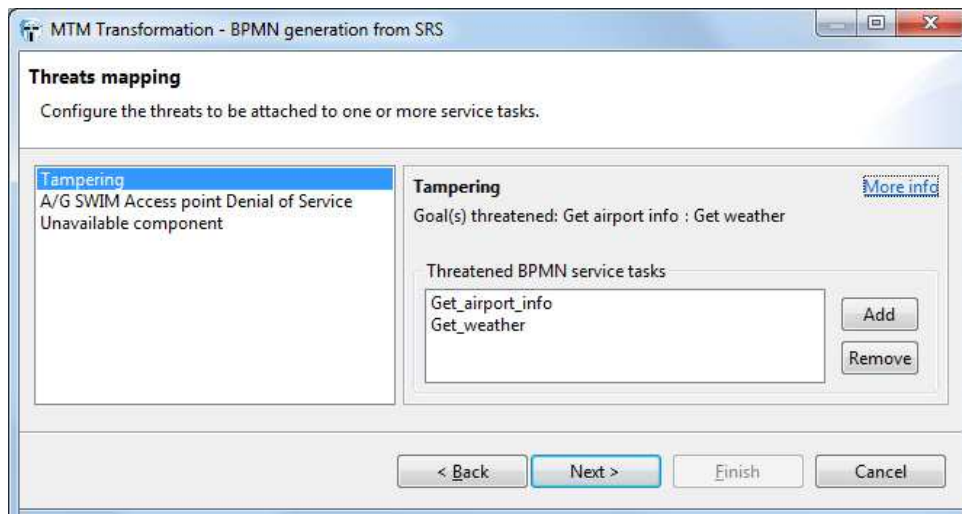 MTM Transformation - BPMN generation from SRS
Threats mapping
Configure the threats to be attached to one or more service tasks.
Tampering
A/G SWIM Access point Denial of Service
Unavailable component
Tampering
More info
Goal(s) threatened: Get airport info : Get weather
Threatened BPMN service tasks
Get_airport_info
Get_weather
Add
Remove
< Back
Next >
Finish
Cancel